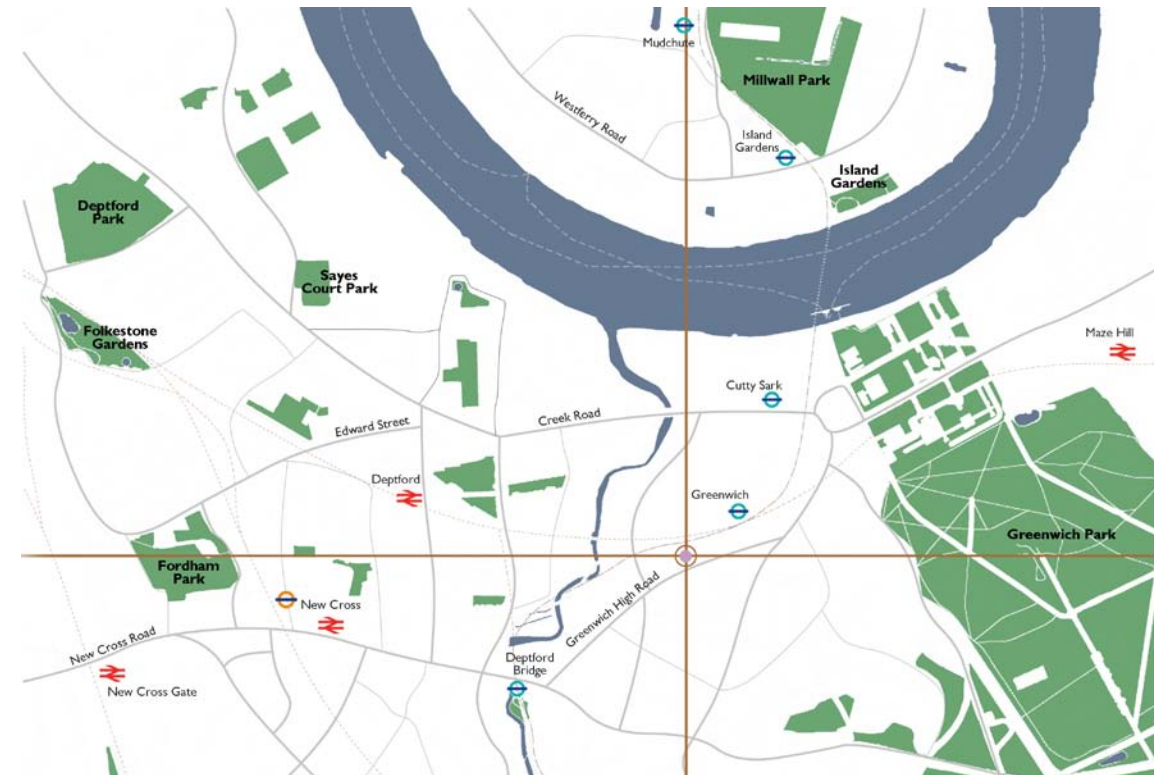 Mudchute
Millwall Park
Westferry Road
Island
Gardens
Island
Gardens
Deptford
Park
Sayes
Court Park
Folkestone
Gardens
Maze Hill
Cutty Sark
Creek Road
Edward Street
Deptford
Greenwich
Greenwich Park
Fordham
Park
New Cross
Greenwich High Road
New Cross Road
Deptford
Bridge
New Cross Gate